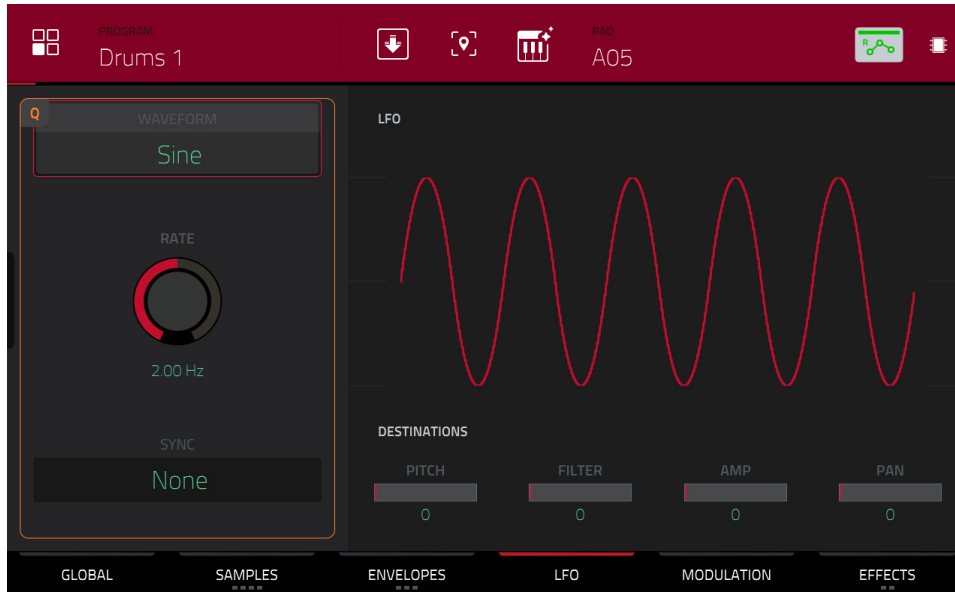 PROGRAM
Drums 1
PAD
A05
R
Q
WAVEFORM
Sine
RATE
2.00 Hz
SYNC
None
LFO
DESTINATIONS
PITCH FILTER AMP PAN
0 0 0 0
GLOBAL SAMPLES ENVELOPES LFO MODULATION EFFECTS